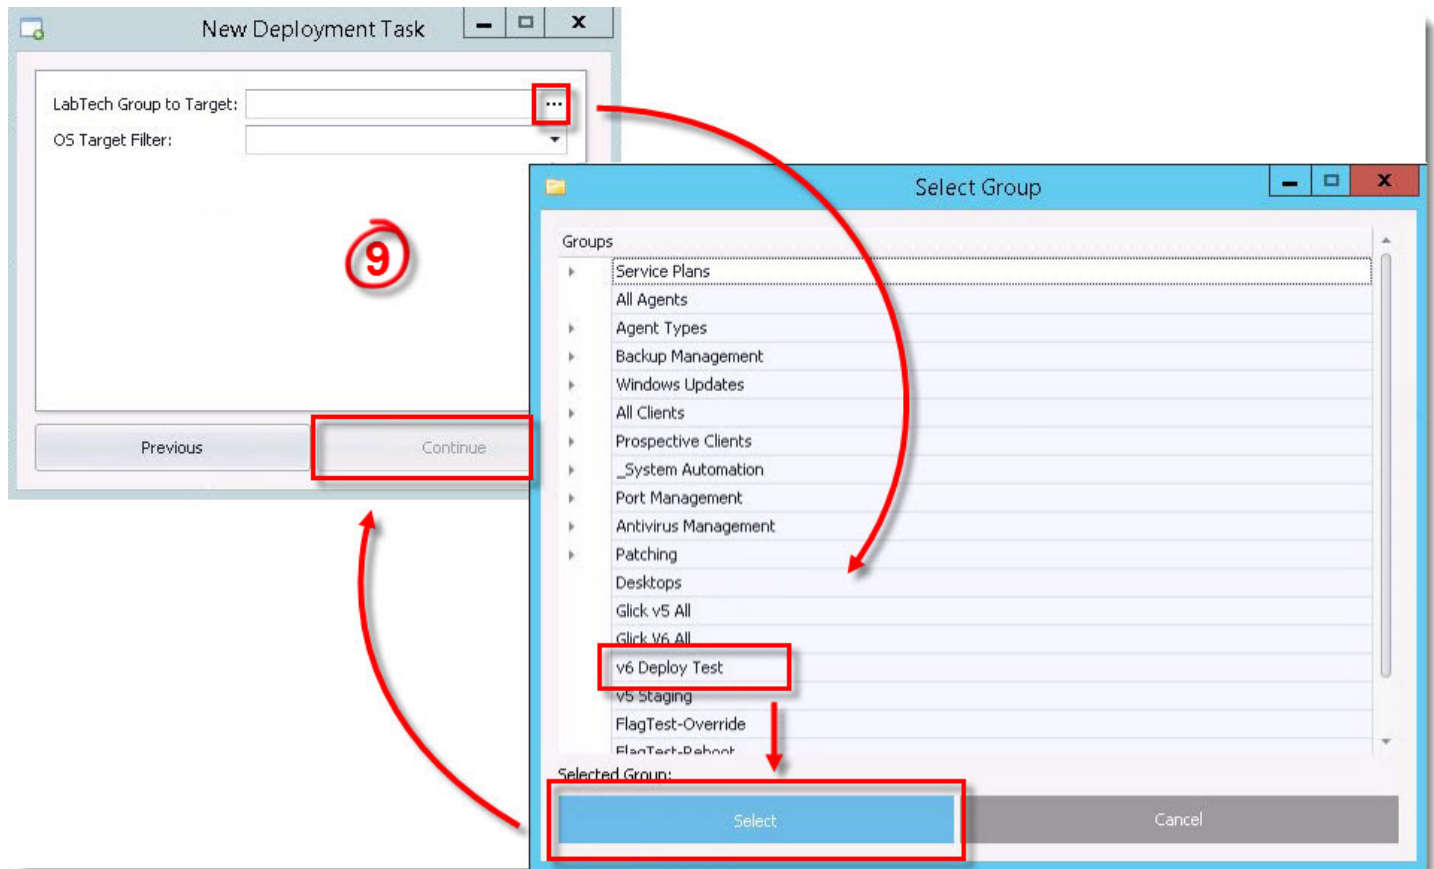 New Deployment Task
LabTech Group to Target:
...
OS Target Filter:
9
Previous
Continue
Select Group
Groups
Service Plans
All Agents
Agent Types
Backup Management
Windows Updates
All Clients
Prospective Clients
_System Automation
Port Management
Antivirus Management
Patching
Desktops
Glick v5 All
Glick V6 All
v6 Deploy Test
v5 Staging
FlagTest-Override
FlagTest-Reboot
Selected Group:
Select
Cancel